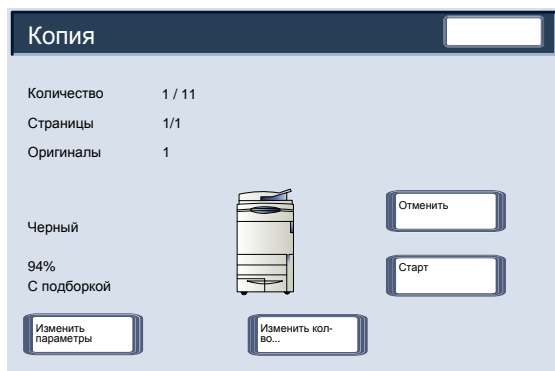 Копия
Количество 1 / 11
Страницы 1/1
Оригиналы 1
Черный
94%
С подборкой
Отменить
Старт
Изменить
параметры
Изменить кол-
во...